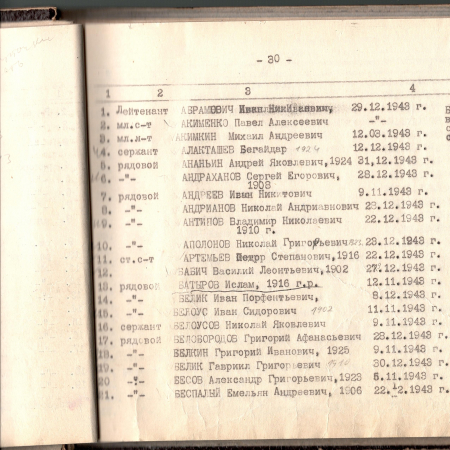 - 30 -
1 2 3 4
1. Лейтенант АБРАМОВИЧ Иван 29.12.1943 г.
2. мл.с-т АКИМЕНКО Павел Алексеевич -"-
3. мл.л-т АКИМКИН Михаил Андреевич 12.03.1943 г.
4. сержант АЛАКТАШЕВ Бегайдар 1924 12.12.1943 г.
5. рядовой АНАНЬИН Андрей Яковлевич, 1924 31,12.1943 г.
6. -"- АНДРАХАНОВ Сергей Егорович, 28.12.1943 г.
1908
7. рядовой АНДРЕЕВ Иван Никитович 9.11.1943 г.
8. -"- АНДРИАНОВ Николай Андрианович 28.12.1943 г.
9. -"- АНТИПОВ Владимир Николаевич 22.12.1943 г.
1910 г.
10. -"- АПОЛОНОВ Николай Григорьевич 23.12.1943 г.
11. ст.с-т АРТЕМЬЕВ Петр Степанович, 1916 22.12.1943 г.
12. -"- БАБИЧ Василий Леонтьевич, 1902 27.12.1943 г.
13. рядовой БАТЫРОВ Ислам, 1916 г.р. 12.11.1943 г.
14. -"- БЕЛИК Иван Порфентьевич, 8.12.1943 г.
15. -"- БЕЛОУС Иван Сидорович 1902 11.11.1943 г.
16. сержант БЕЛОУСОВ Николай Яковлевич 9.11.1943 г.
17. рядовой БЕЛОБОРОДОВ Григорий Афанасьевич 28.12.1943 г.
18. -"- БЕЛКИН Григорий Иванович, 1925 9.11.1943 г.
19. -"- БЕЛИК Гавриил Григорьевич 30.12.1943 г.
20 -"- БЕСОВ Александр Григорьевич, 1923 5.11.1943 г.
21. -"- БЕСПАЛЫЙ Емельян Андреевич, 1906 22.12.1943 г.